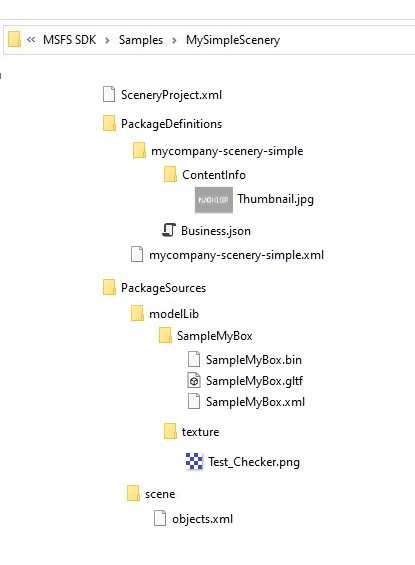 « MSFS SDK > Samples > MySimpleScenery
SceneryProject.xml
PackageDefinitions
mycompany-scenery-simple
ContentInfo
PLACEHOLDER Thumbnail.jpg
Business.json
mycompany-scenery-simple.xml
PackageSources
modelLib
SampleMyBox
SampleMyBox.bin
SampleMyBox.gltf
SampleMyBox.xml
texture
Test_Checker.png
scene
objects.xml